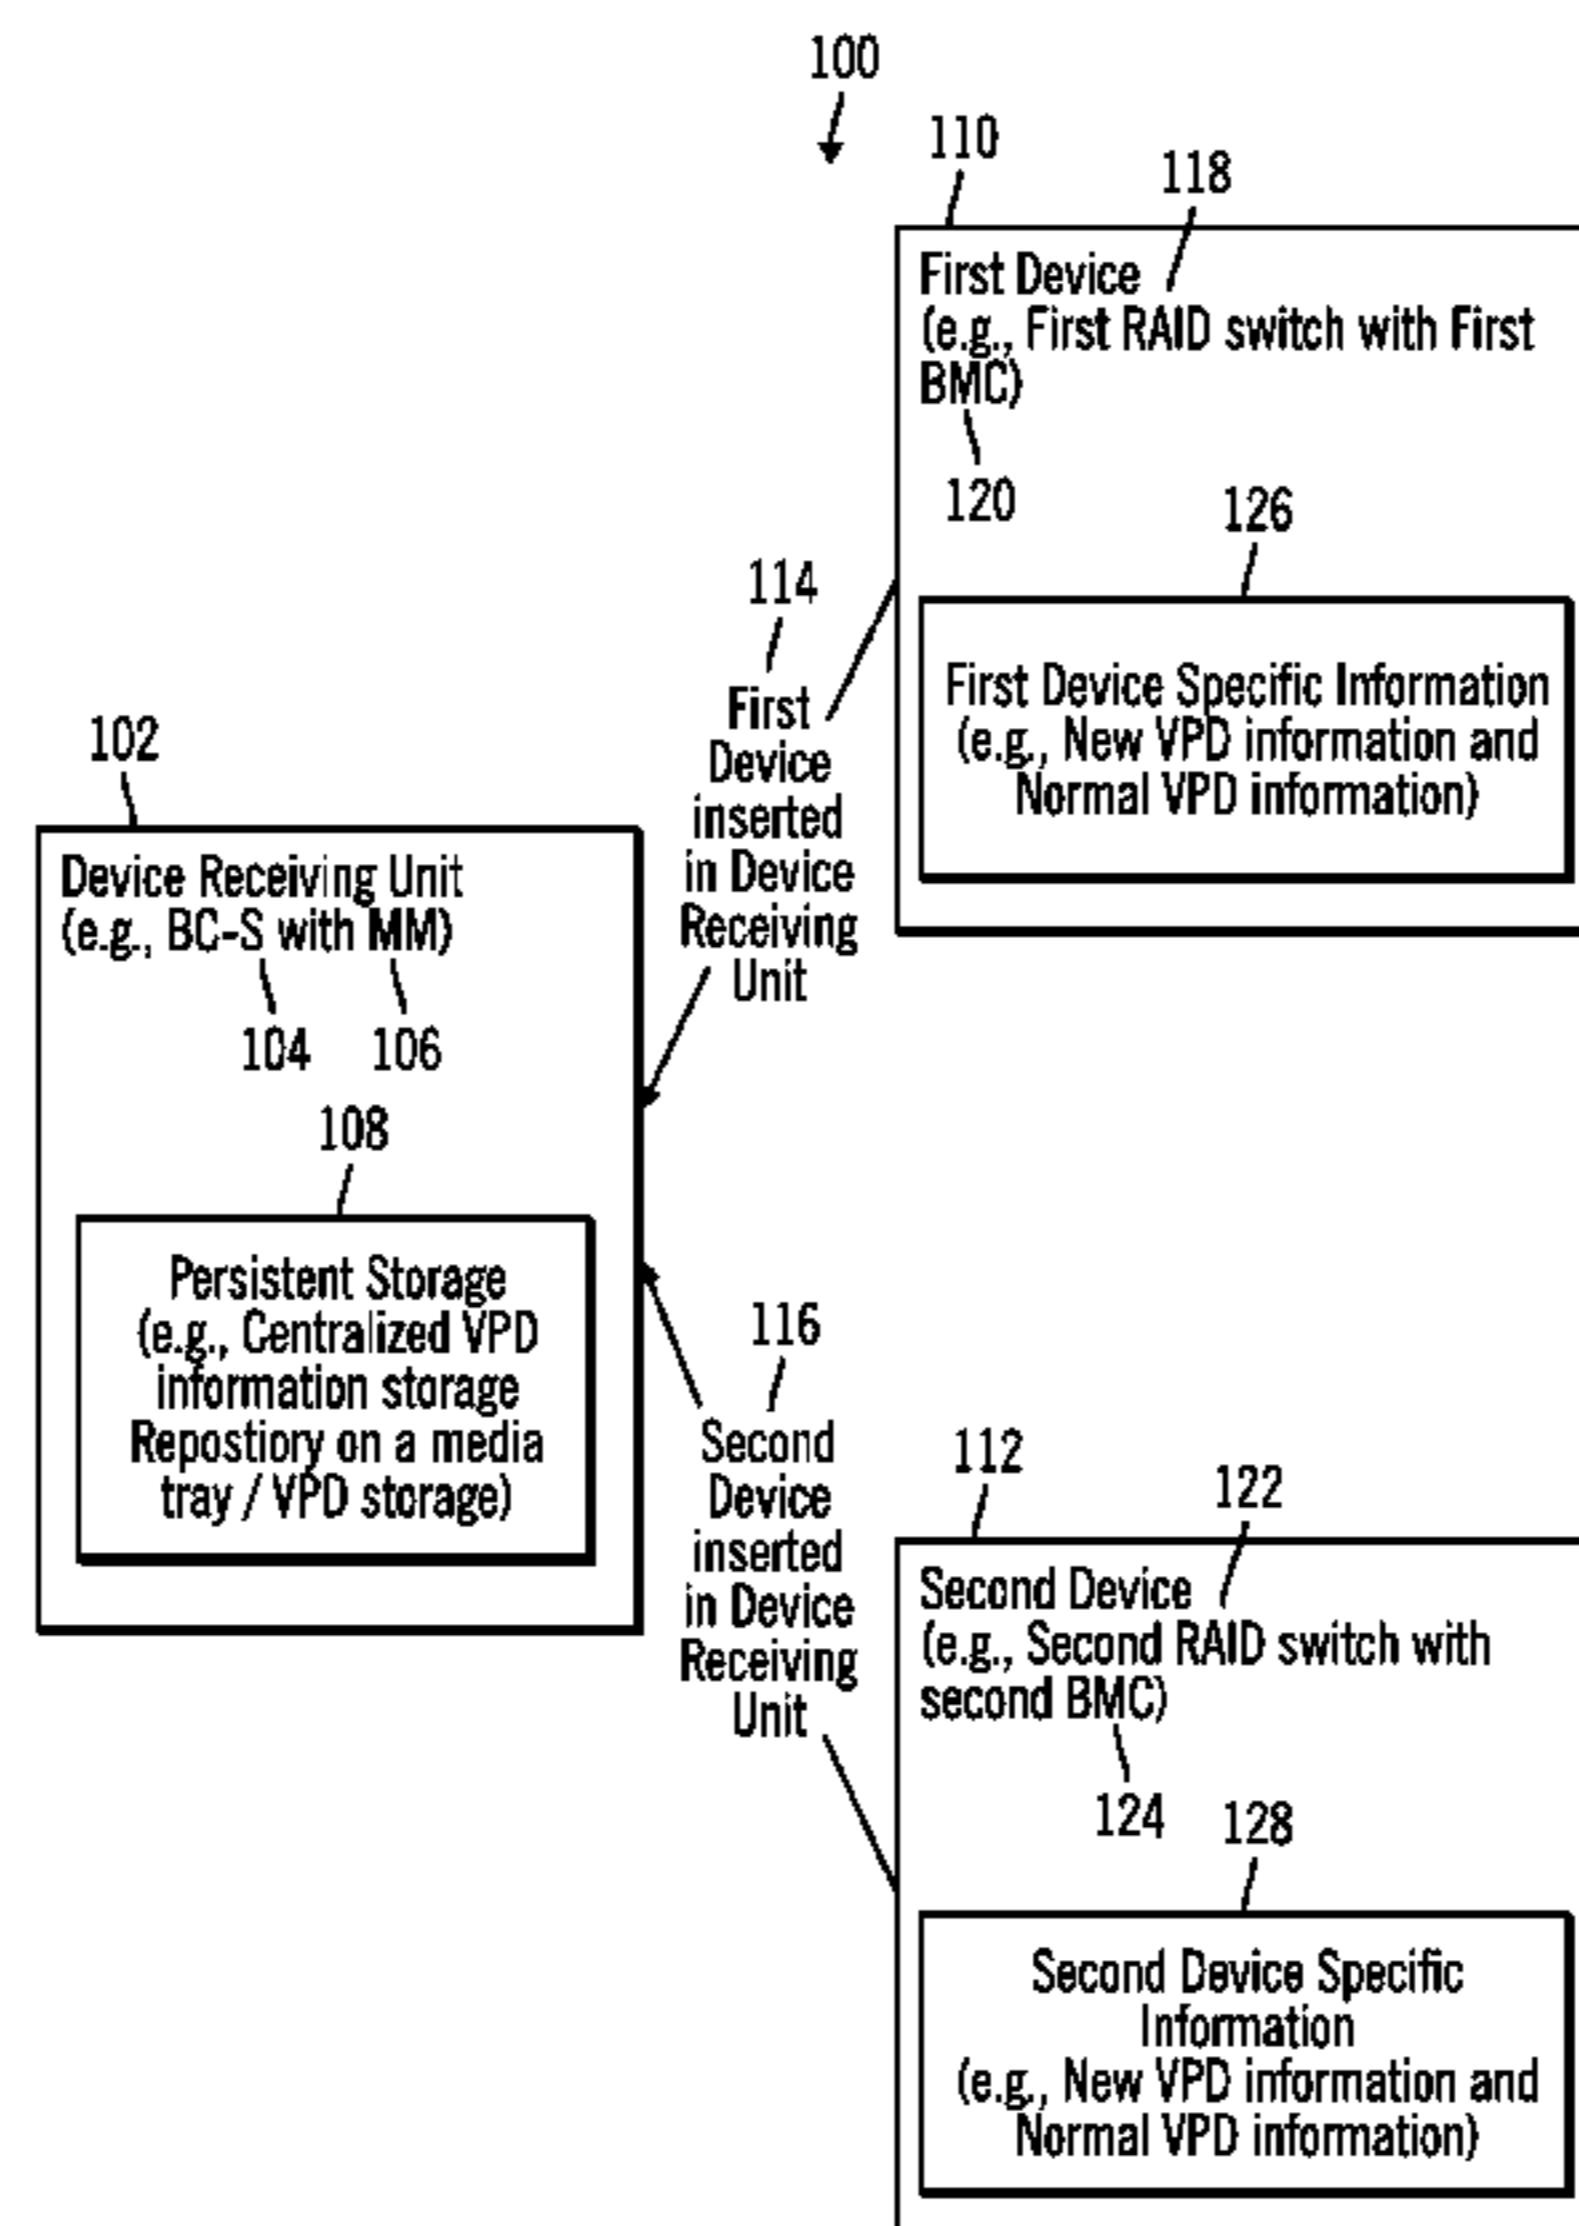 100
110
118
First Device
(e.g., First RAID switch with First
BMC)
120
126
First Device Specific Information
(e.g., New VPD information and
Normal VPD information)
114
First
Device
inserted
in Device
Receiving
Unit
102
Device Receiving Unit
(e.g., BC-S with MM)
104
106
108
Persistent Storage
(e.g., Centralized VPD
information storage
Repostiory on a media
tray / VPD storage)
116
Second
Device
inserted
in Device
Receiving
Unit
112
122
Second Device
(e.g., Second RAID switch with
second BMC)
124
128
Second Device Specific
Information
(e.g., New VPD information and
Normal VPD information)